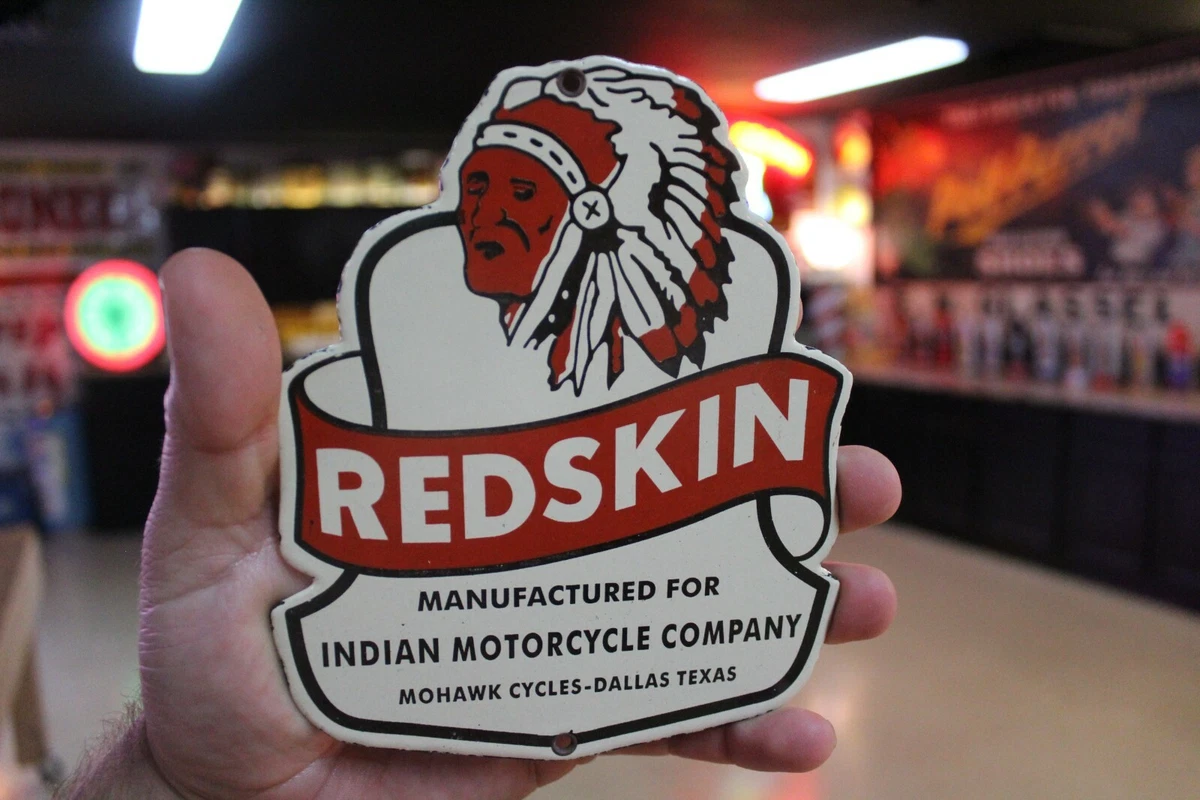 REDSKIN
MANUFACTURED FOR
INDIAN MOTORCYCLE COMPANY
MOHAWK CYCLES-DALLAS TEXAS